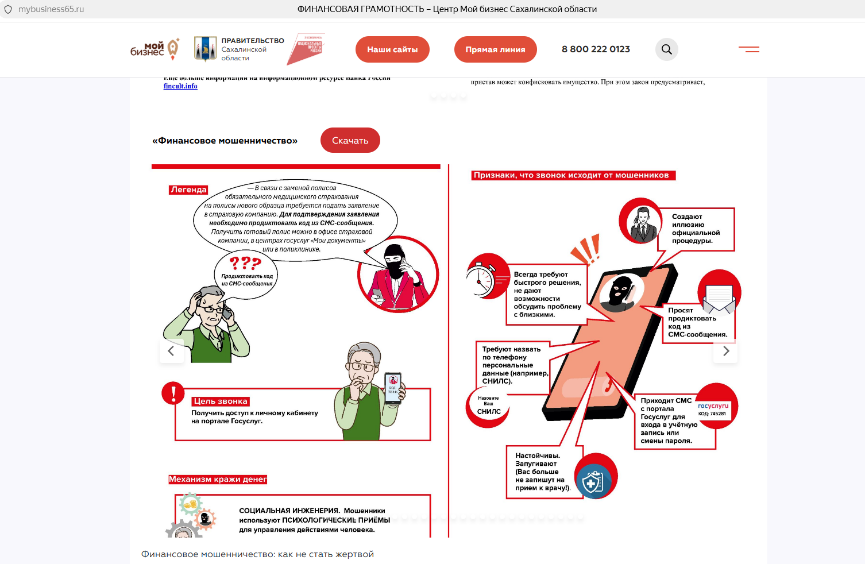 mybusiness65.ru
ФИНАНСОВАЯ ГРАМОТНОСТЬ – Центр Мой бизнес Сахалинской области
мой
бизнес
ПРАВИТЕЛЬСТВО
Сахалинской
области
Наши сайты
Прямая линия
8 800 222 0123
Еще больше информации на информационном ресурсе Банка России
fincult.info
пристав может конфисковать имущество. При этом закон предусматривает,
«Финансовое мошенничество»
Скачать
Легенда
— В связи с заменой полисов
обязательного медицинского страхования
на полисы нового образца требуется подать заявление
в страховую компанию. Для подтверждения заявления
необходимо продиктовать код из СМС-сообщения.
Получить готовый полис можно в офисе страховой
компании, в центрах госуслуг «Мои документы»
или в поликлинике.
???
Продиктовать код
из СМС-сообщения
Цель звонка
Получить доступ к личному кабинету
на портале Госуслуг.
Механизм кражи денег
СОЦИАЛЬНАЯ ИНЖЕНЕРИЯ. Мошенники
используют ПСИХОЛОГИЧЕСКИЕ ПРИЁМЫ
для управления действиями человека.
Признаки, что звонок исходит от мошенников
Создают
иллюзию
официальной
процедуры.
Всегда требуют
быстрого решения,
не дают
возможности
обсудить проблему
с близкими.
Просят
продиктовать
код из
СМС-сообщения.
Требуют назвать
по телефону
персональные
данные (например,
СНИЛС).
Назовите
Ваш
СНИЛС
Приходит СМС
с портала
Госуслуг для
входа в учётную
запись или
смены пароля.
госуслуги
Настойчивы.
Запугивают
(Вас больше
не запишут на
прием к врачу!).
Финансовое мошенничество: как не стать жертвой